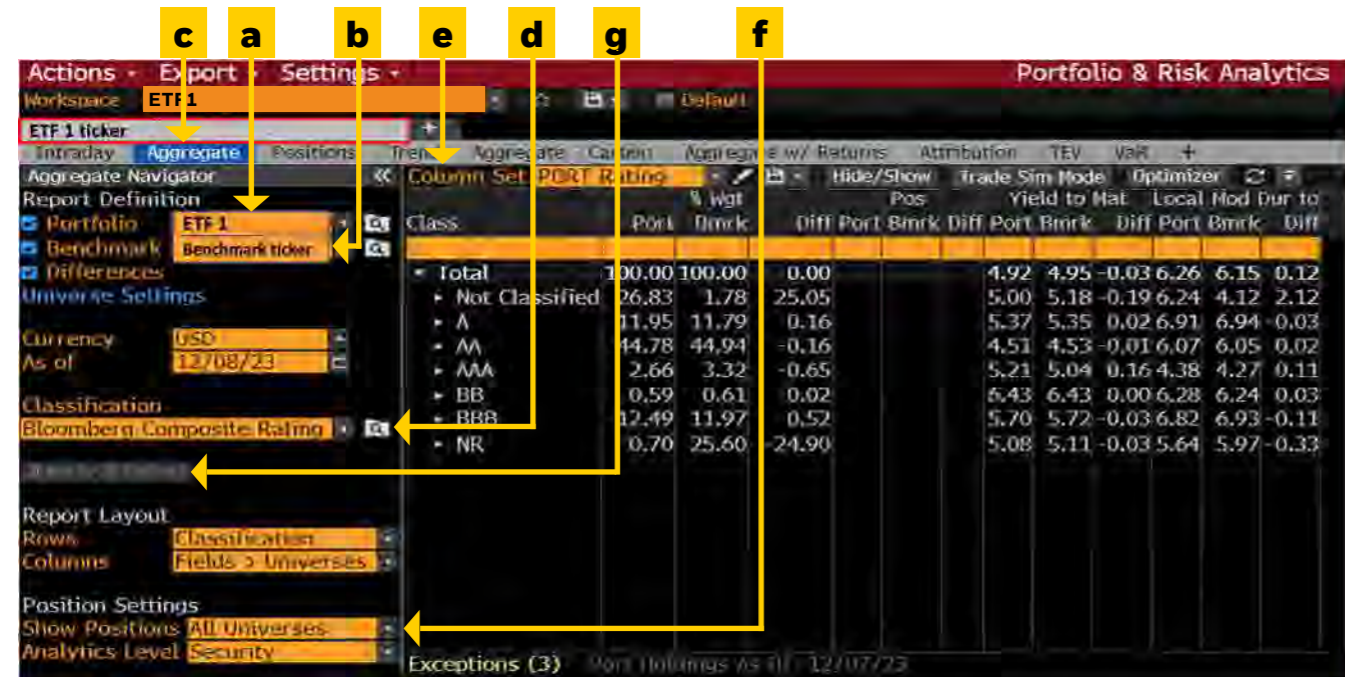 c a b e d g f
Actions Export Settings Portfolio & Risk Analytics
Workspace ETF1 Default
ETF 1 ticker +
Intraday Aggregate Positions Aggregate Aggregate w/ Returns Attribution TEV VaR +
Aggregate Navigator « Column Set PORT Rating Hide/Show Trade Sim Mode Optimizer
Report Definition % Wgt Pos Yield to Mat Local Mod Dur to
Portfolio ETF 1 Class Port Bmrk Diff Port Bmrk Diff Port Bmrk Diff Port Bmrk Diff
Benchmark Benchmark ticker
Differences Total 100.00 100.00 0.00 4.92 4.95 -0.03 6.26 6.15 0.12
Universe Settings Not Classified 26.83 1.78 25.05 5.00 5.18 -0.19 6.24 4.12 2.12
A 11.95 11.79 0.16 5.37 5.35 0.02 6.91 6.94 -0.03
Currency USD AA 44.78 44.94 -0.16 4.51 4.53 -0.01 6.07 6.05 0.02
As of 12/08/23 AAA 2.66 3.32 -0.65 5.21 5.04 0.16 4.38 4.27 0.11
BB 0.59 0.61 0.02 6.43 6.43 0.00 6.28 6.24 0.03
Classification BBB 12.49 11.97 0.52 5.70 5.72 -0.03 6.82 6.93 -0.11
Bloomberg Composite Rating NR 0.70 25.60 -24.90 5.08 5.11 -0.03 5.64 5.97 -0.33
Report Layout
Rows Classification
Columns Fields > Universes
Position Settings
Show Positions All Universes
Analytics Level Security
Exceptions (3) Port Holdings As Of 12/07/23